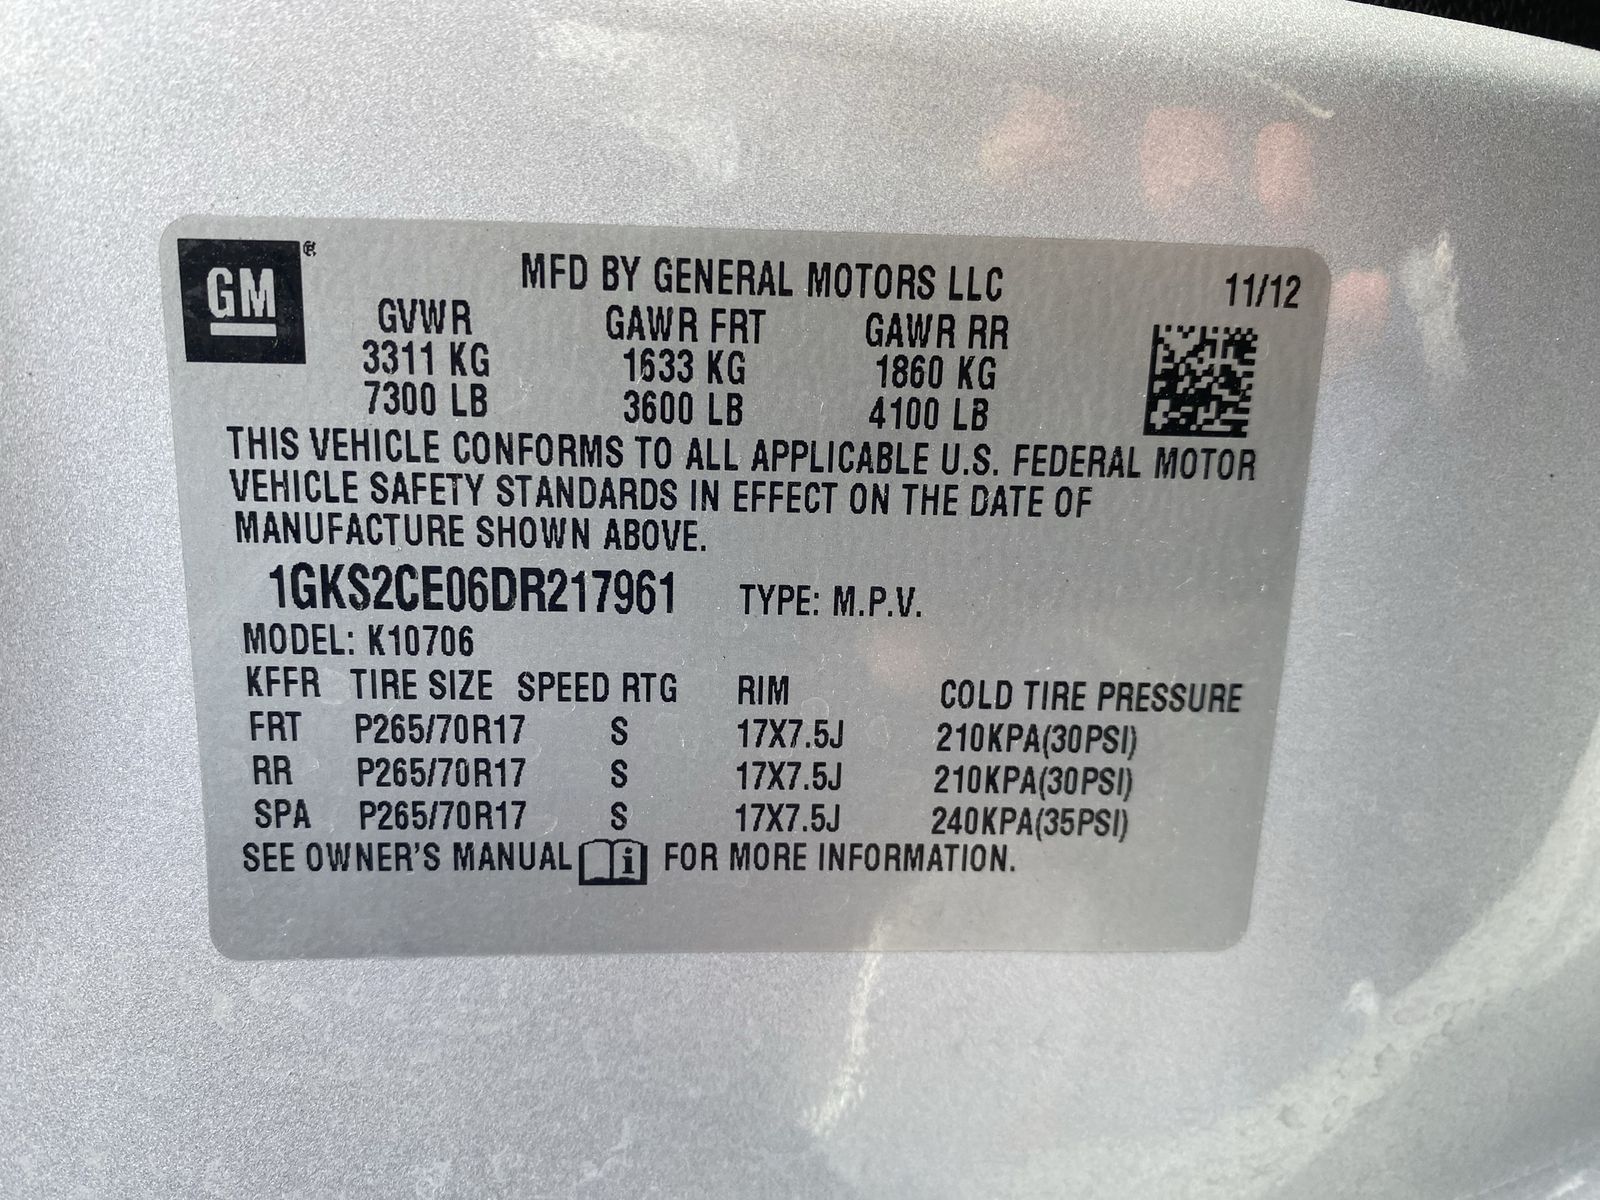 GM ®
MFD BY GENERAL MOTORS LLC 11/12
GVWR GAWR FRT GAWR RR
3311 KG 1633 KG 1860 KG
7300 LB 3600 LB 4100 LB
THIS VEHICLE CONFORMS TO ALL APPLICABLE U.S. FEDERAL MOTOR
VEHICLE SAFETY STANDARDS IN EFFECT ON THE DATE OF
MANUFACTURE SHOWN ABOVE.
1GKS2CE06DR217961 TYPE: M.P.V.
MODEL: K10706
KFFR TIRE SIZE SPEED RTG RIM COLD TIRE PRESSURE
FRT P265/70R17 S 17X7.5J 210KPA(30PSI)
RR P265/70R17 S 17X7.5J 210KPA(30PSI)
SPA P265/70R17 S 17X7.5J 240KPA(35PSI)
SEE OWNER'S MANUAL i FOR MORE INFORMATION.